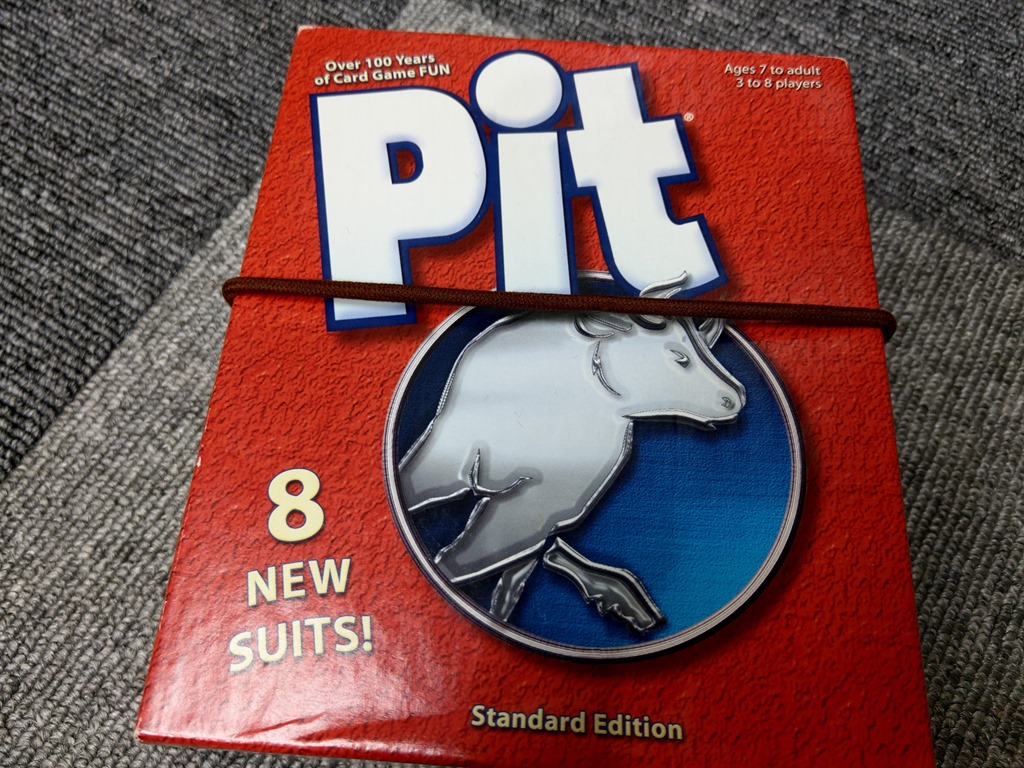 Over 100 Years
of Card Game FUN
Ages 7 to adult
3 to 8 players
Pit®
8
NEW
SUITS!
Standard Edition